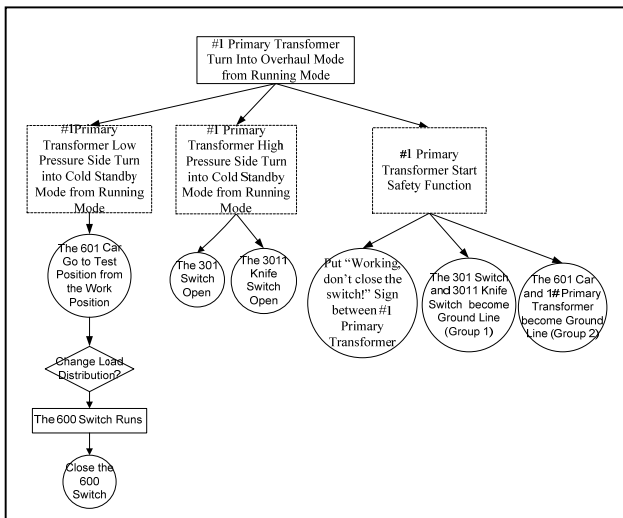 #1 Primary Transformer
Turn Into Overhaul Mode
from Running Mode
#1Primary
Transformer Low
Pressure Side Turn
into Cold Standby
Mode from Running
Mode
#1 Primary
Transformer High
Pressure Side Turn
into Cold Standby
Mode from Running
Mode
#1 Primary
Transformer Start
Safety Function
The 601 Car
Go to Test
Position from
the Work
Position
The 301
Switch
Open
The 3011
Knife
Switch Open
Put “Working,
don’t close the
switch!” Sign
between #1
Primary
Transformer
The 301 Switch
and 3011 Knife
Switch become
Ground Line
(Group 1)
The 601 Car
and 1# Primary
Transformer
become Ground
Line (Group 2)
Change Load
Distribution?
The 600 Switch Runs
Close the
600
Switch